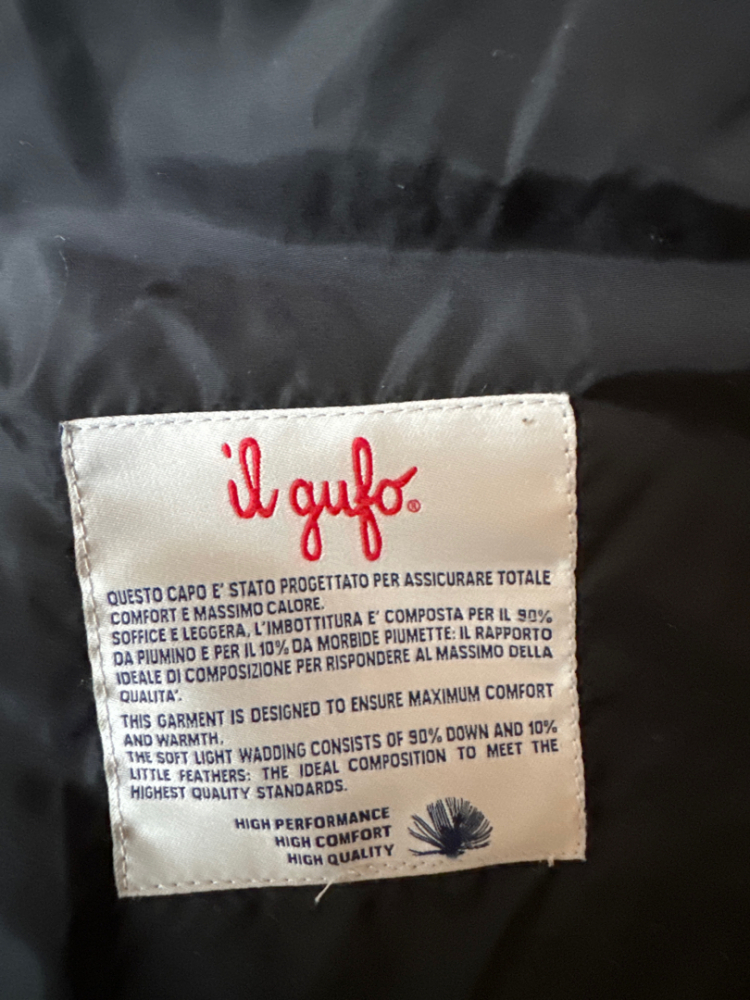 il gufo®
QUESTO CAPO E' STATO PROGETTATO PER ASSICURARE TOTALE
COMFORT E MASSIMO CALORE.
SOFFICE E LEGGERA, L'IMBOTTITURA E' COMPOSTA PER IL 90%
DA PIUMINO E PER IL 10% DA MORBIDE PIUMETTE: IL RAPPORTO
IDEALE DI COMPOSIZIONE PER RISPONDERE AL MASSIMO DELLA
QUALITA'.
THIS GARMENT IS DESIGNED TO ENSURE MAXIMUM COMFORT
AND WARMTH.
THE SOFT LIGHT WADDING CONSISTS OF 90% DOWN AND 10%
LITTLE FEATHERS: THE IDEAL COMPOSITION TO MEET THE
HIGHEST QUALITY STANDARDS.
HIGH PERFORMANCE
HIGH COMFORT
HIGH QUALITY